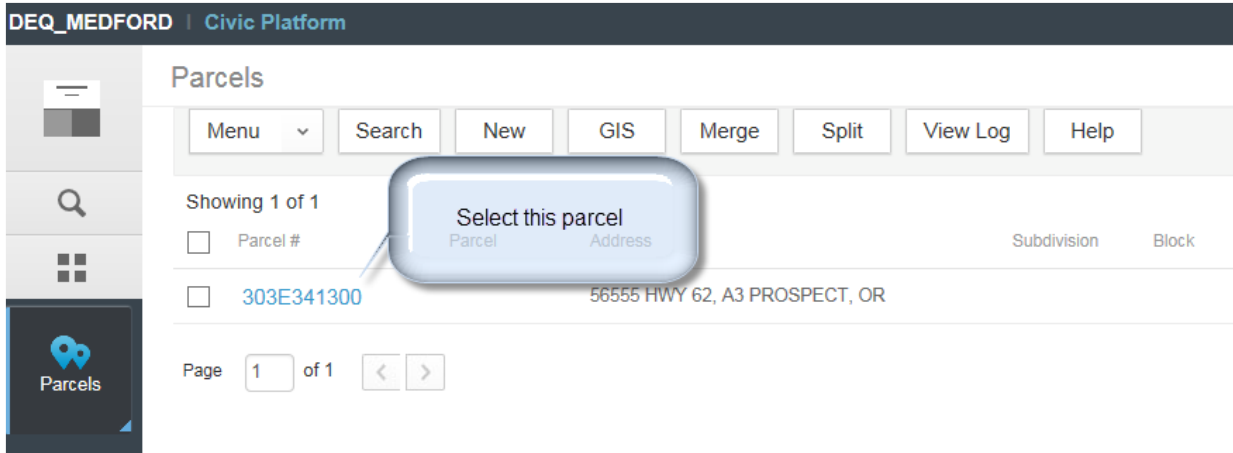 DEQ_MEDFORD | Civic Platform
Parcels
Menu Search New GIS Merge Split View Log Help
Showing 1 of 1
Select this parcel
Parcel # Parcel Address Subdivision Block
303E341300 56555 HWY 62, A3 PROSPECT, OR
Page 1 of 1 < >
Parcels